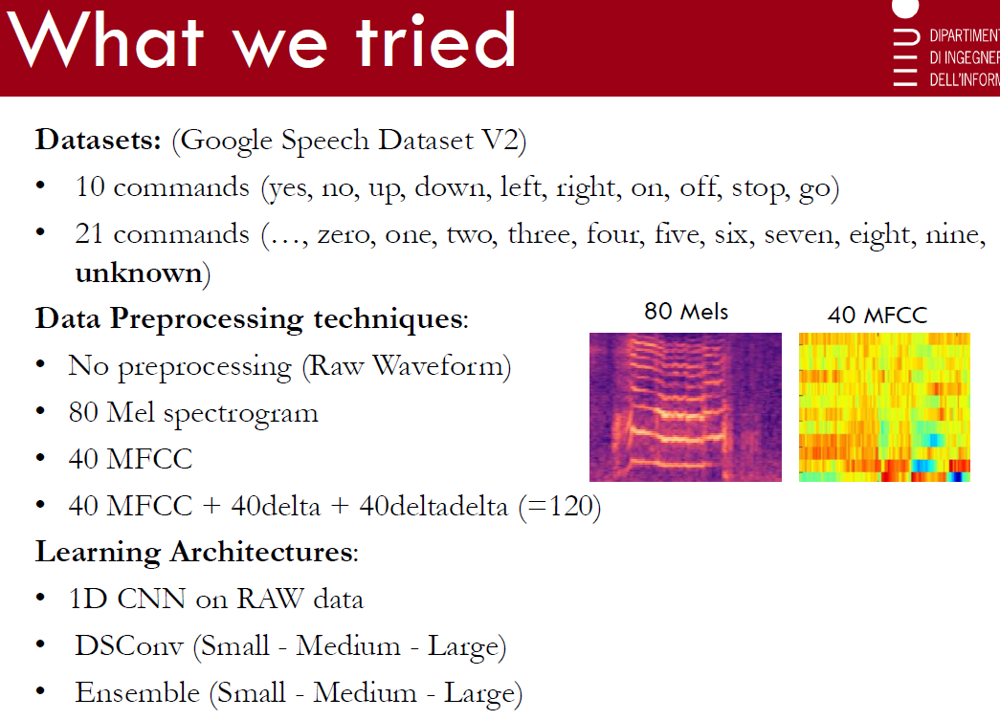 What we tried
DIPARTIMEN
DI INGEGNER
DELL'INFORM
Datasets: (Google Speech Dataset V2)
• 10 commands (yes, no, up, down, left, right, on, off, stop, go)
• 21 commands (…, zero, one, two, three, four, five, six, seven, eight, nine,
unknown)
Data Preprocessing techniques:
80 Mels
40 MFCC
• No preprocessing (Raw Waveform)
• 80 Mel spectrogram
• 40 MFCC
• 40 MFCC + 40delta + 40deltadelta (=120)
Learning Architectures:
• 1D CNN on RAW data
• DSConv (Small - Medium - Large)
• Ensemble (Small - Medium - Large)